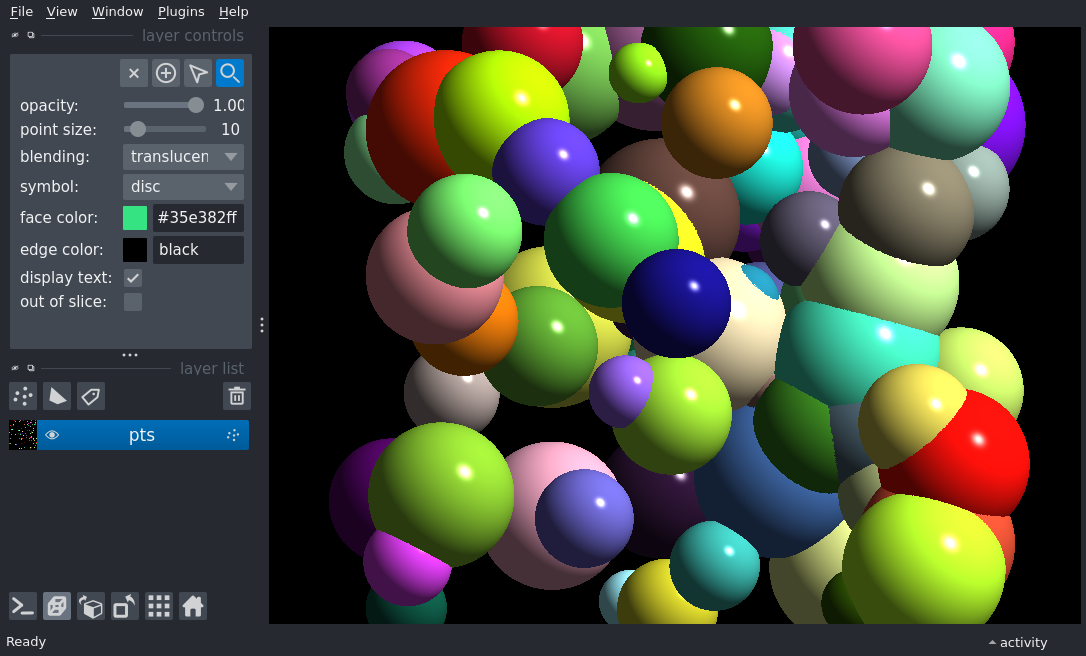 File View Window Plugins Help
layer controls
opacity: 1.00
point size: 10
blending: translucen
symbol: disc
face color: #35e382ff
edge color: black
display text:
out of slice:
layer list
pts
Ready
activity